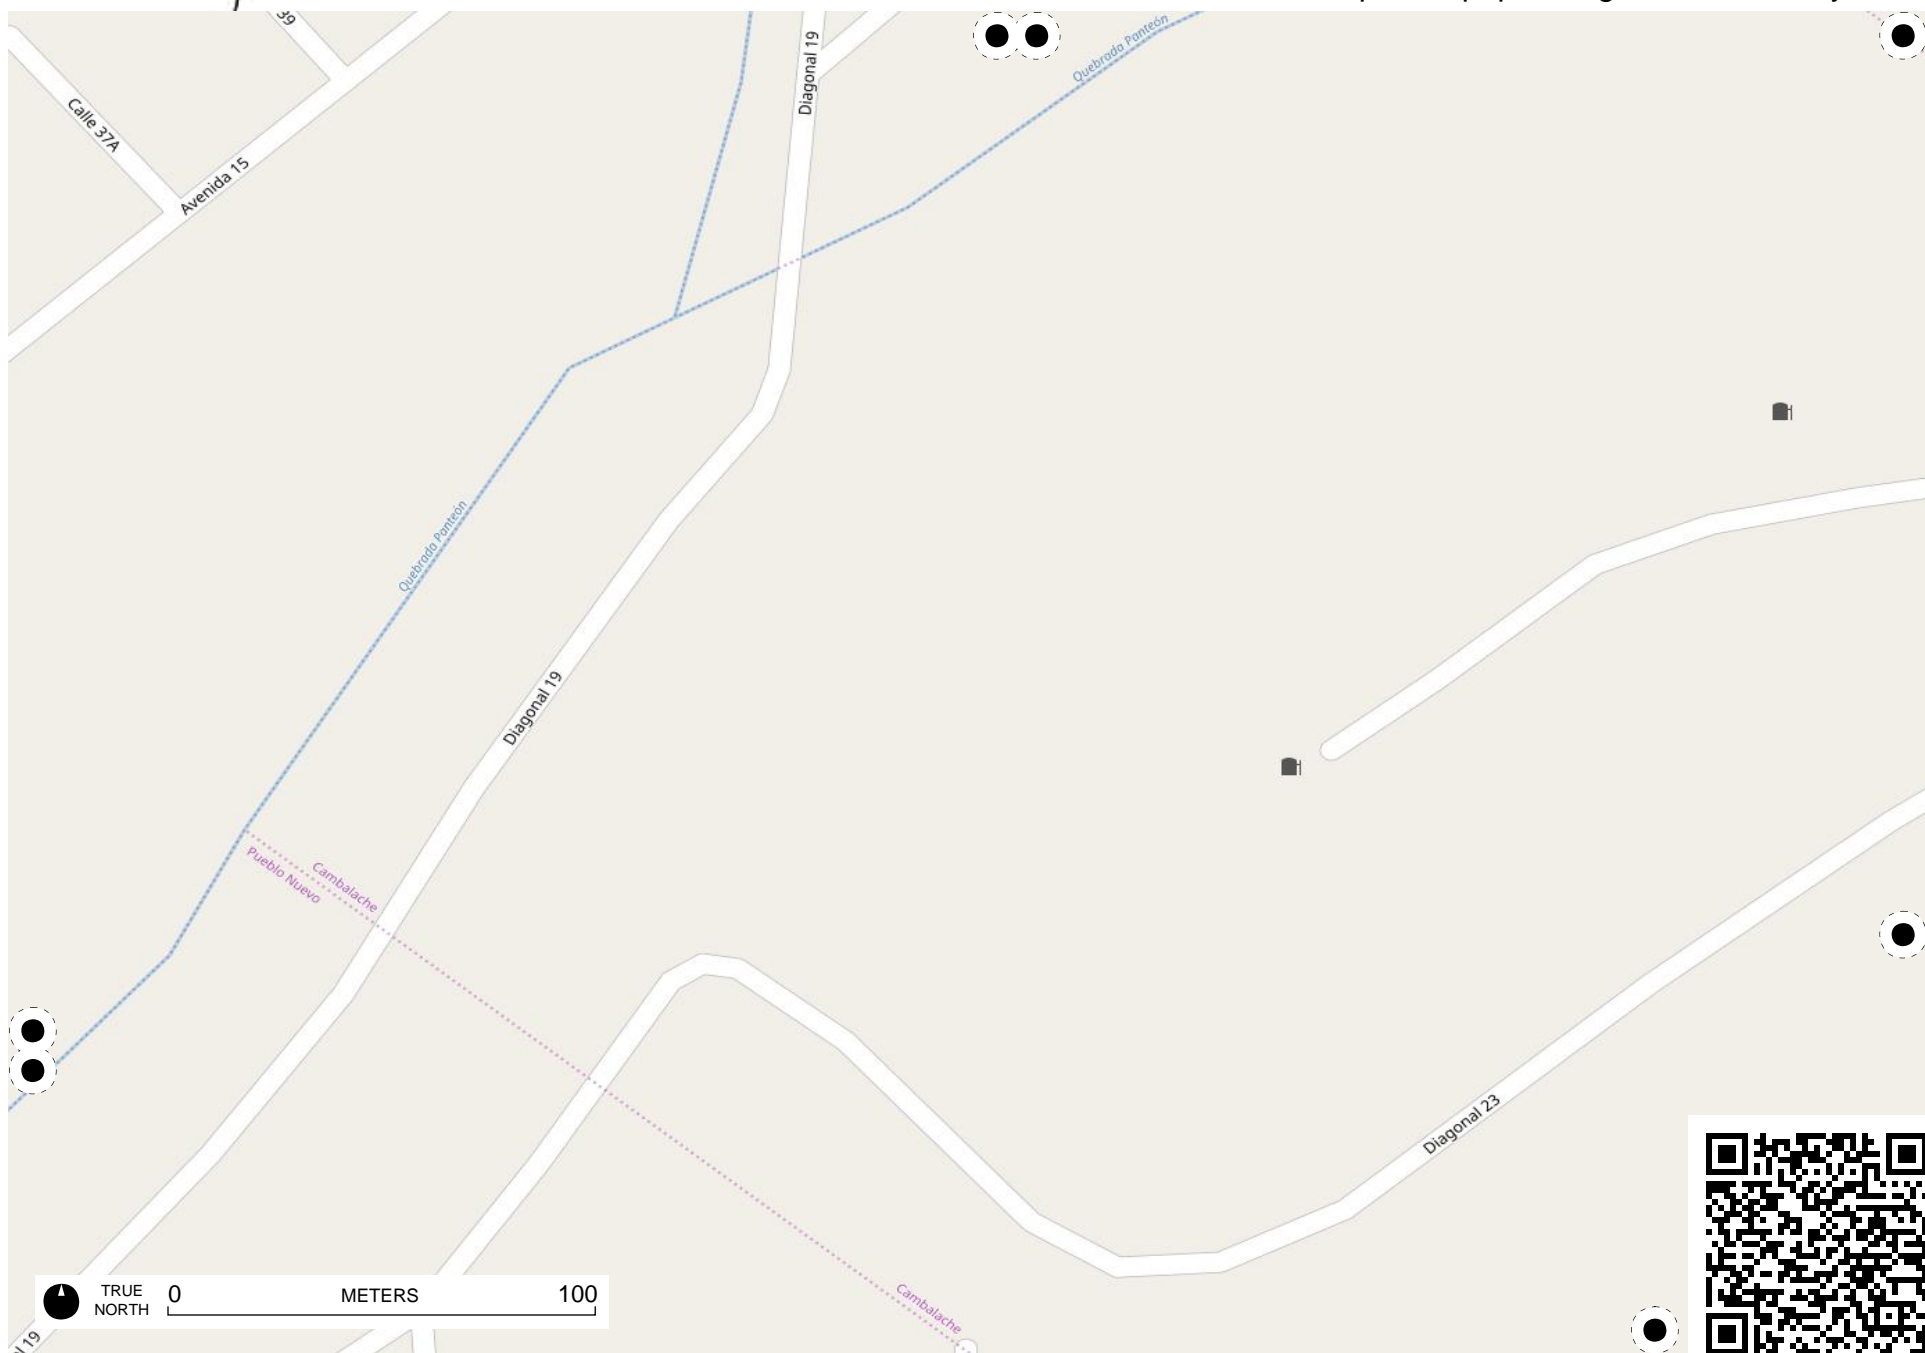 39
Diagonal 19
Quebrada Panteón
Calle 37A
Avenida 15
Quebrada Panteón
Diagonal 19
Cambalache
Pueblo Nuevo
Diagonal 23
Cambalache
TRUE
NORTH
0
METERS
100
19